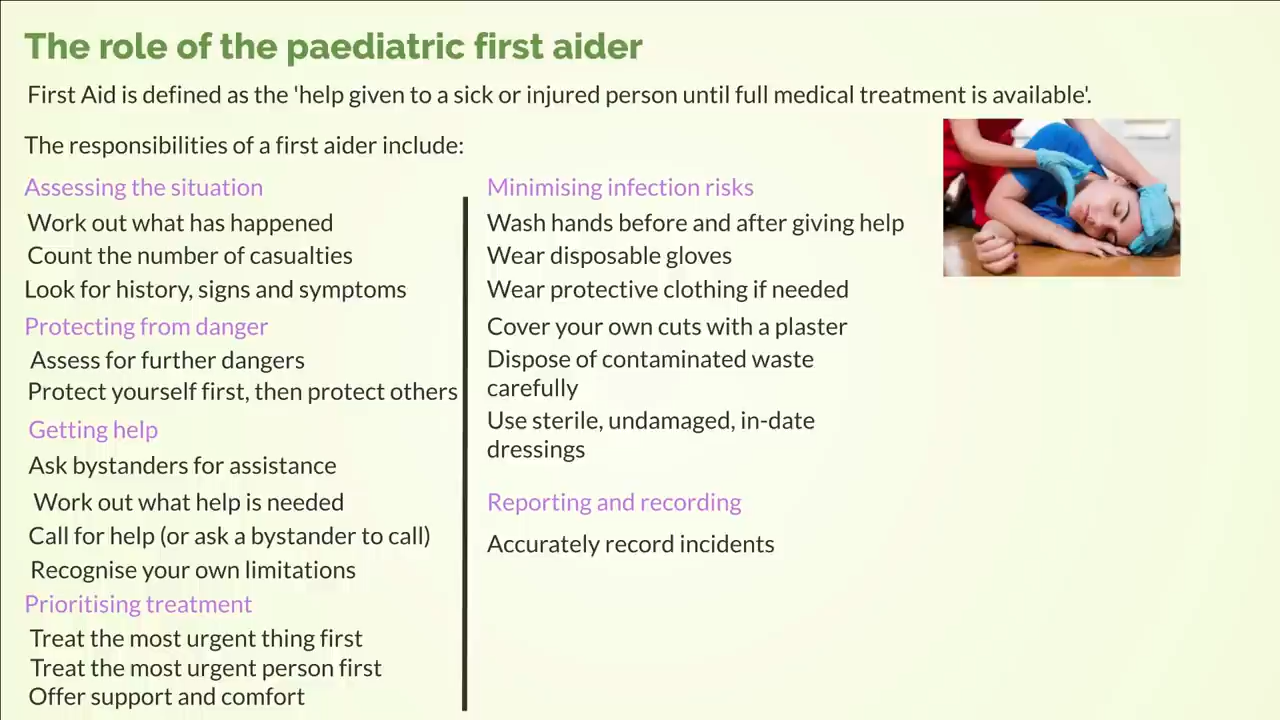 The role of the paediatric first aider
First Aid is defined as the 'help given to a sick or injured person until full medical treatment is available'.
The responsibilities of a first aider include:
Assessing the situation
Work out what has happened
Count the number of casualties
Look for history, signs and symptoms
Protecting from danger
Assess for further dangers
Protect yourself first, then protect others
Getting help
Ask bystanders for assistance
Work out what help is needed
Call for help (or ask a bystander to call)
Recognise your own limitations
Prioritising treatment
Treat the most urgent thing first
Treat the most urgent person first
Offer support and comfort
Minimising infection risks
Wash hands before and after giving help
Wear disposable gloves
Wear protective clothing if needed
Cover your own cuts with a plaster
Dispose of contaminated waste
carefully
Use sterile, undamaged, in-date
dressings
Reporting and recording
Accurately record incidents